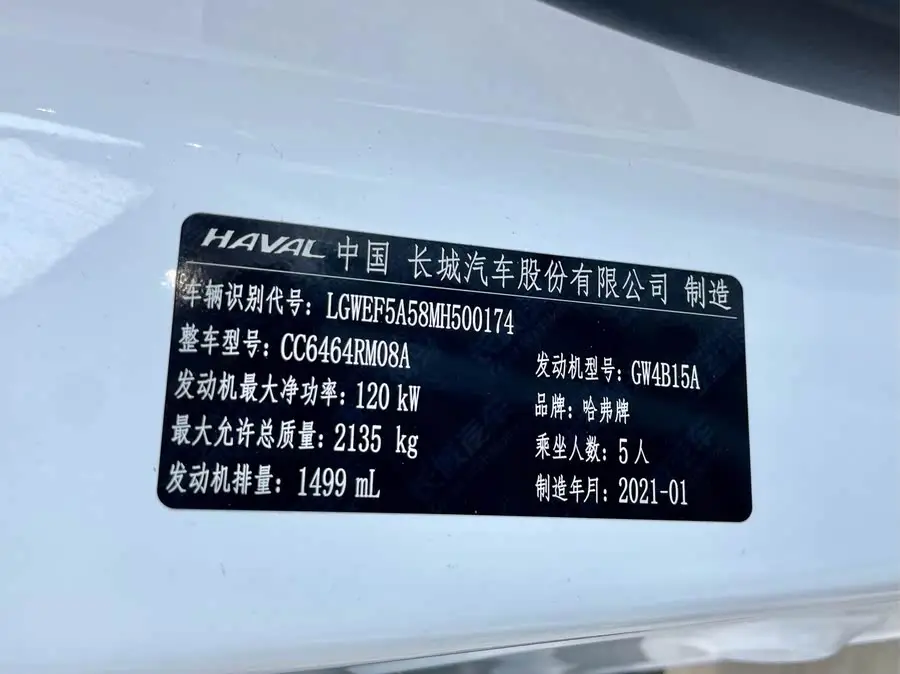 HAVAL 中国 长城汽车股份有限公司 制造
车辆识别代号: LGWEF5A58MH500174
整车型号: CC6464RM08A
发动机型号: GW4B15A
发动机最大净功率: 120 kW
品牌: 哈弗牌
最大允许总质量: 2135 kg
乘坐人数: 5人
发动机排量: 1499 mL
制造年月: 2021-01